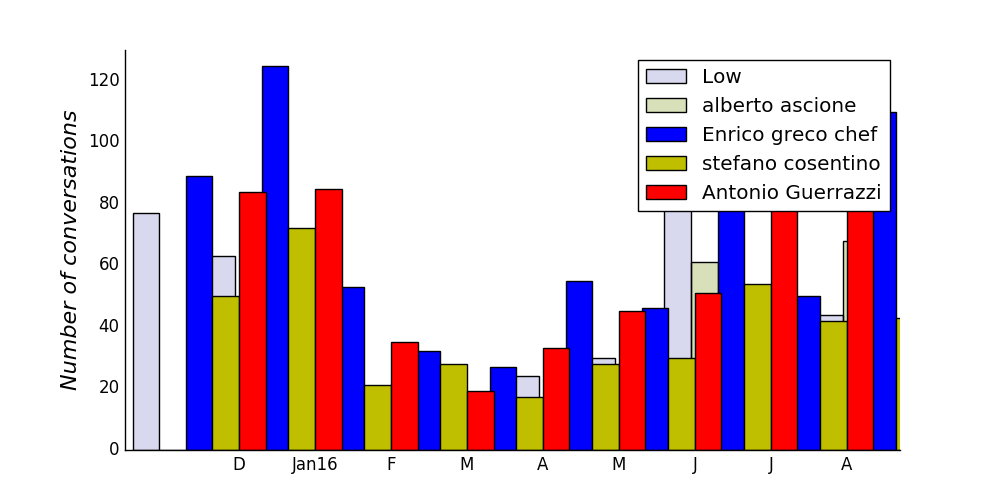 Number of conversations
120
100
80
60
40
20
0
Low
alberto ascione
Enrico greco chef
stefano cosentino
Antonio Guerrazzi
D Jan16 F M A M J J A